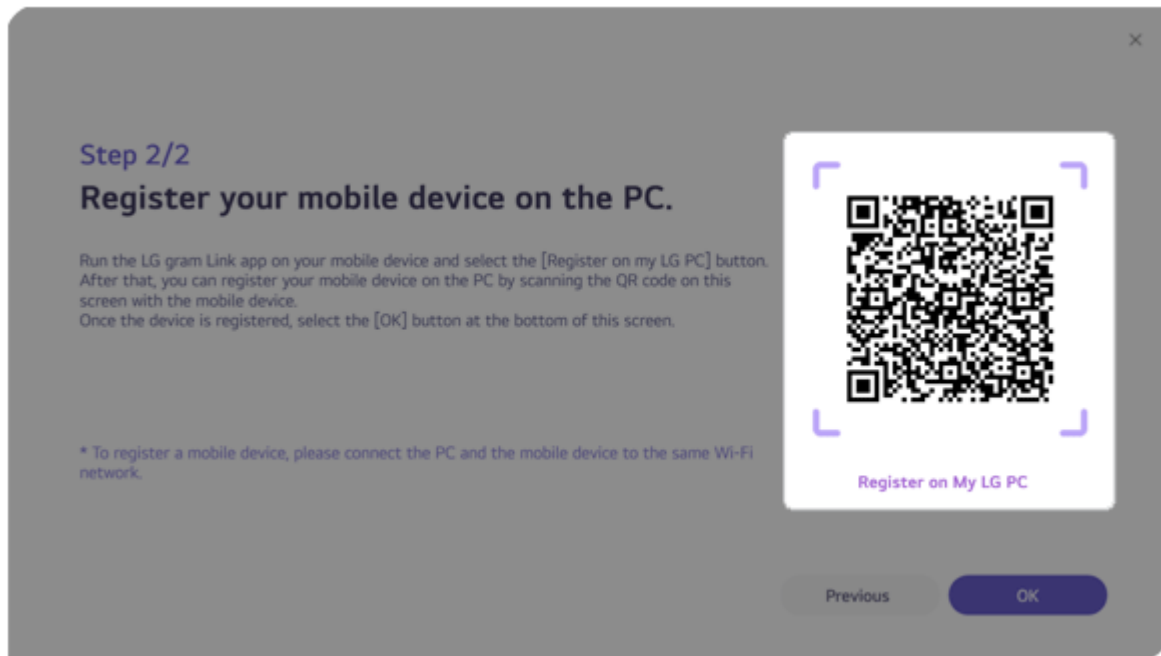 Step 2/2
Register your mobile device on the PC.
Run the LG gram Link app on your mobile device and select the [Register on my LG PC] button.
After that, you can register your mobile device on the PC by scanning the QR code on this
screen with the mobile device.
Once the device is registered, select the [OK] button at the bottom of this screen.
* To register a mobile device, please connect the PC and the mobile device to the same Wi-Fi
network.
Register on My LG PC
Previous
OK